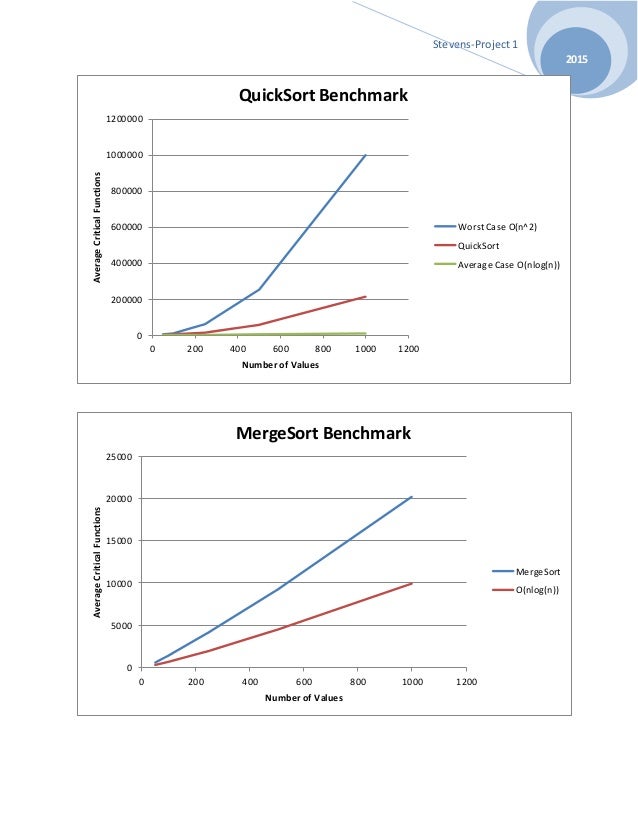 Stevens-Project 1
2015
QuickSort Benchmark
1200000
1000000
800000
600000
400000
200000
0
Average Critical Functions
0 200 400 600 800 1000 1200
Number of Values
Worst Case O(n^2)
QuickSort
Average Case O(nlog(n))
MergeSort Benchmark
25000
20000
15000
10000
5000
0
Average Critical Functions
0 200 400 600 800 1000 1200
Number of Values
MergeSort
O(nlog(n))